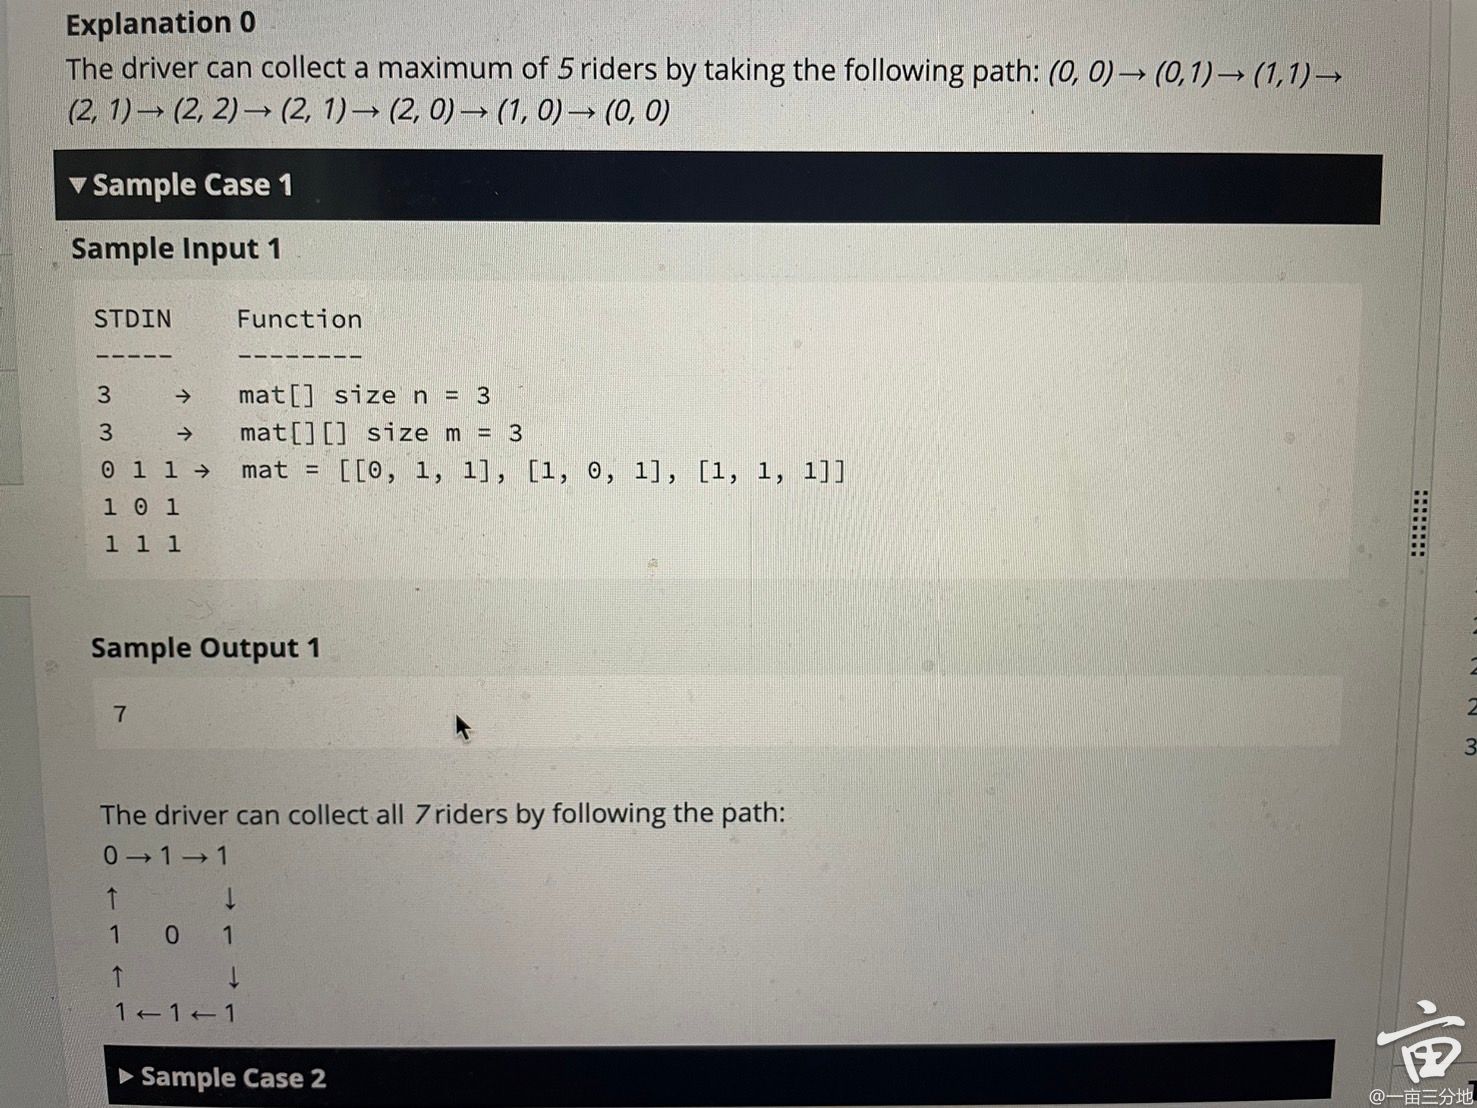 Explanation 0
The driver can collect a maximum of 5 riders by taking the following path: (0, 0)→ (0,1)→ (1,1)→
(2, 1)→ (2, 2)→ (2, 1)→ (2, 0)→ (1, 0)→ (0, 0)
▼ Sample Case 1
Sample Input 1
STDIN Function
----- --------
3 → mat[] size n = 3
3 → mat[][] size m = 3
0 1 1 → mat = [[0, 1, 1], [1, 0, 1], [1, 1, 1]]
1 0 1
1 1 1
Sample Output 1
7
The driver can collect all 7 riders by following the path:
0 → 1 → 1
↑ ↓
1 0 1
↑ ↓
1 ← 1 ← 1
▶ Sample Case 2
2
2
2
3
亩
@一亩三分地